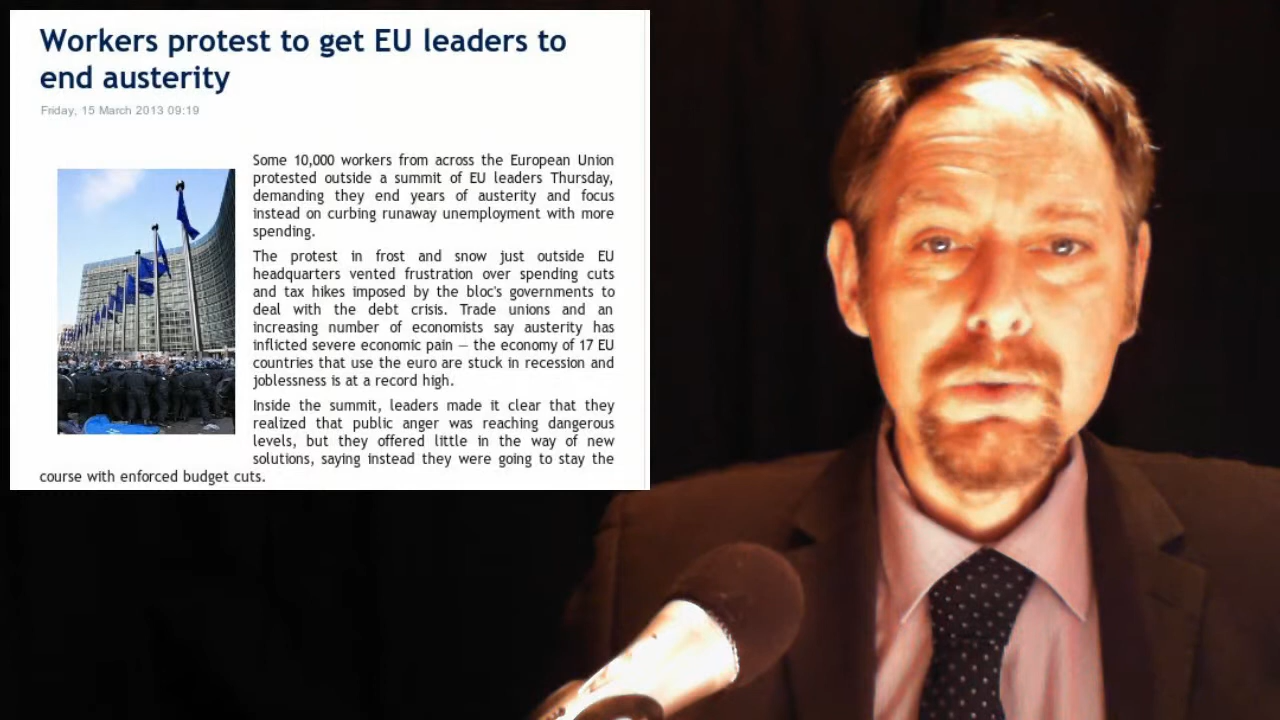 Workers protest to get EU leaders to
end austerity
Friday, 15 March 2013 09:19
Some 10,000 workers from across the European Union
protested outside a summit of EU leaders Thursday,
demanding they end years of austerity and focus
instead on curbing runaway unemployment with more
spending.
The protest in frost and snow just outside EU
headquarters vented frustration over spending cuts
and tax hikes imposed by the bloc's governments to
deal with the debt crisis. Trade unions and an
increasing number of economists say austerity has
inflicted severe economic pain — the economy of 17 EU
countries that use the euro are stuck in recession and
joblessness is at a record high.
Inside the summit, leaders made it clear that they
realized that public anger was reaching dangerous
levels, but they offered little in the way of new
solutions, saying instead they were going to stay the
course with enforced budget cuts.